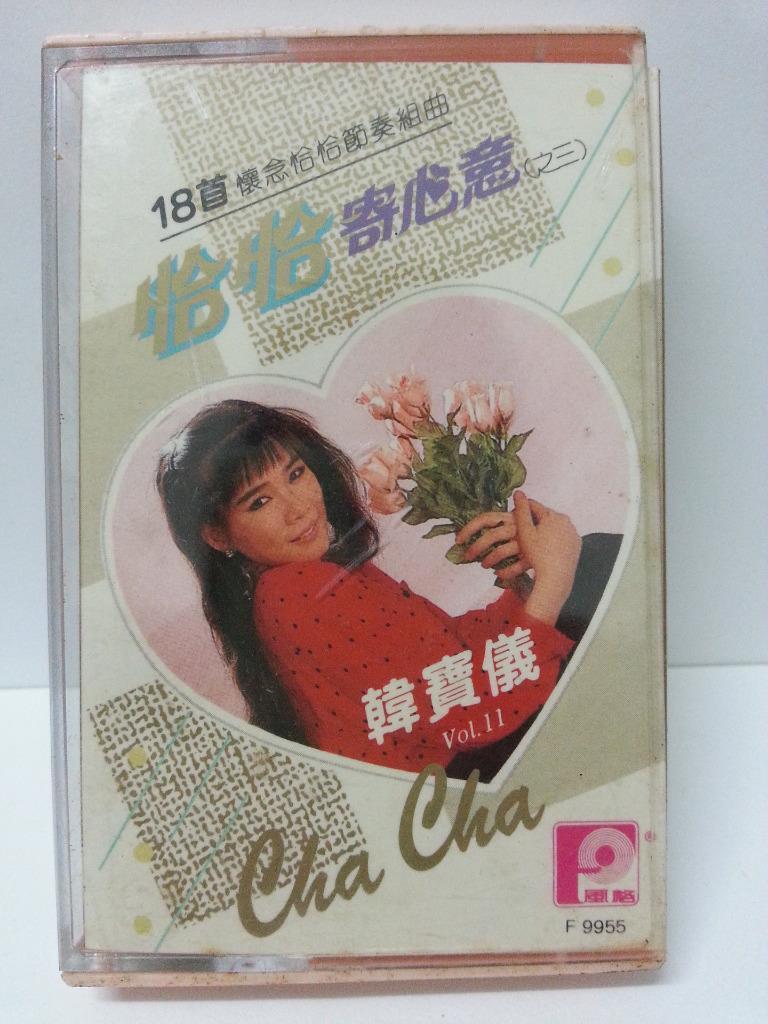 18首懷念恰恰節奏組曲
恰恰寄心意(之三)
韓寶儀
Vol.11
Cha Cha
風格
®
F 9955